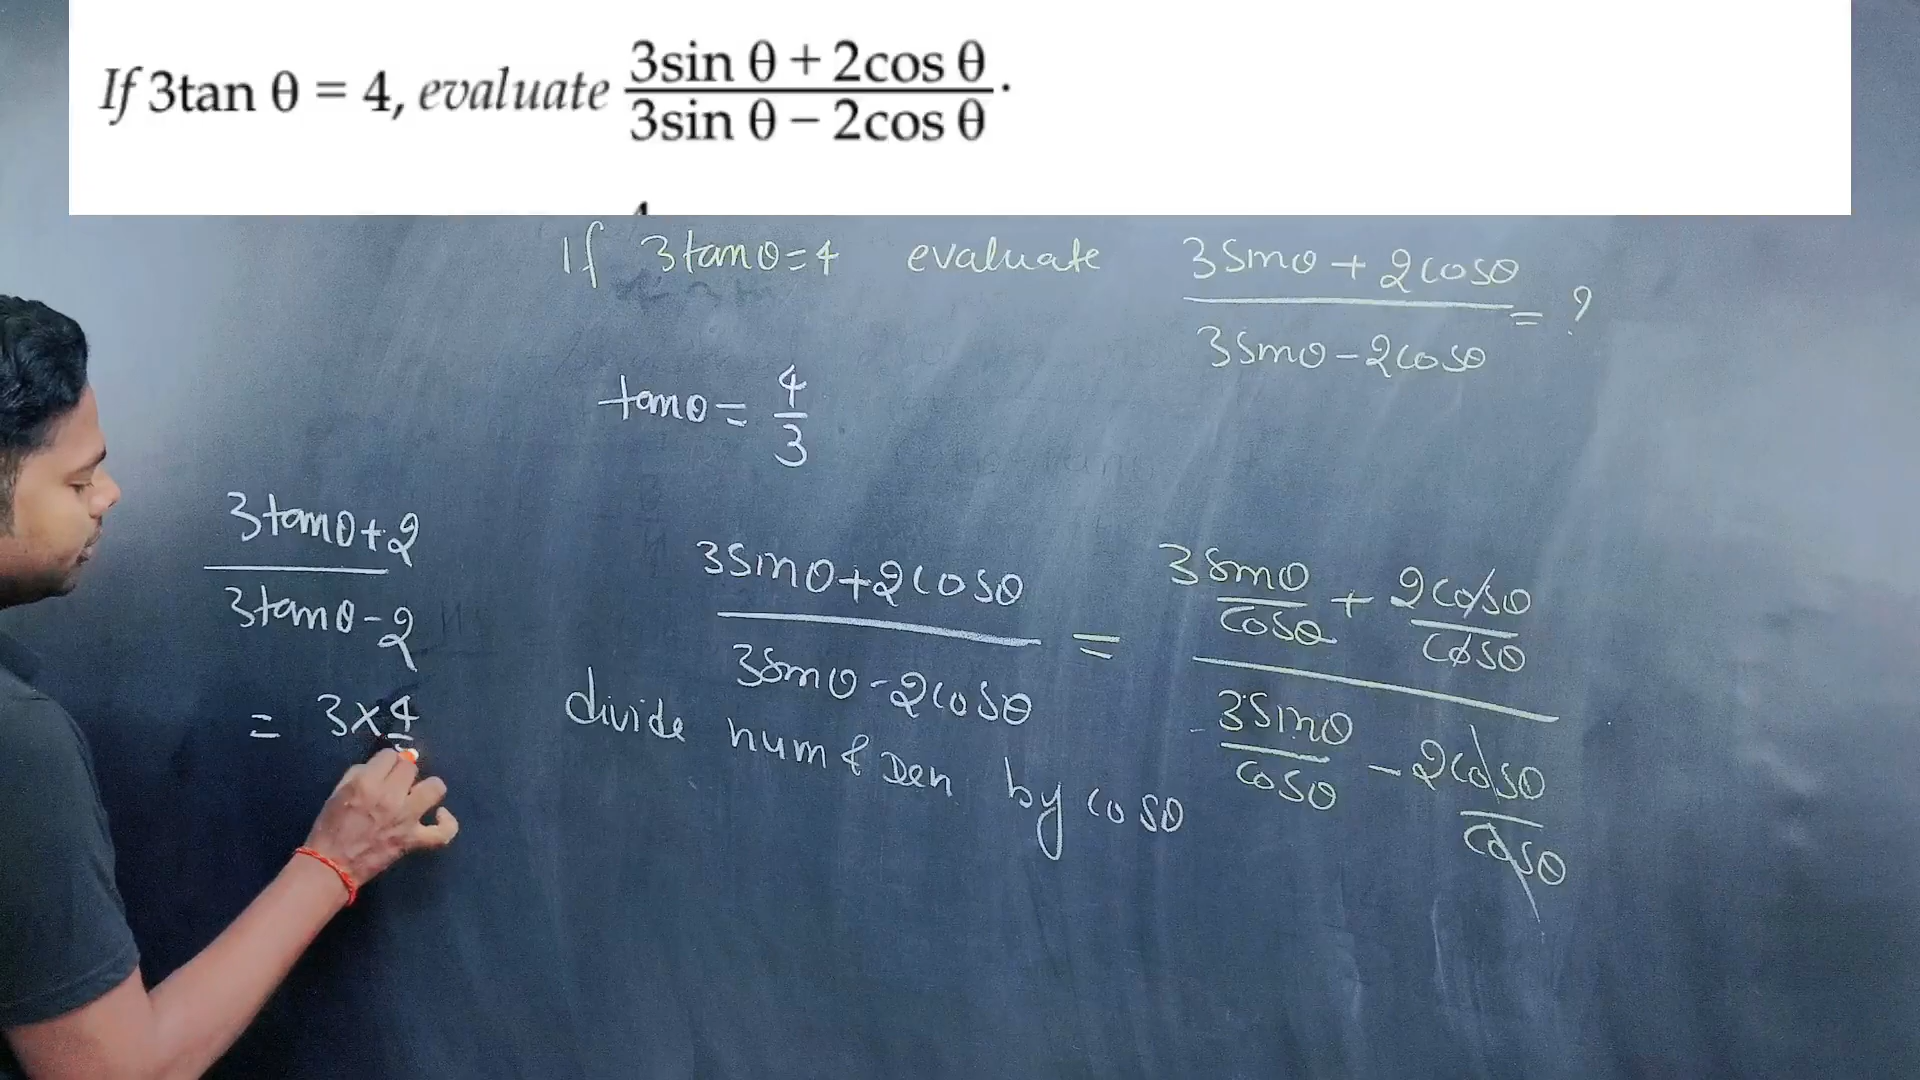 If 3tan θ = 4, evaluate (3sin θ + 2cos θ)/(3sin θ − 2cos θ).
If 3tanθ=4 evaluate (3sinθ + 2cosθ)/(3sinθ − 2cosθ) = ?
tanθ = 4/3
(3sinθ+2cosθ)/(3sinθ-2cosθ) = (3sinθ/cosθ + 2cosθ/cosθ)/(3sinθ/cosθ − 2cosθ/cosθ)
divide num & Den by cosθ
(3tanθ+2)/(3tanθ-2)
= 3×4